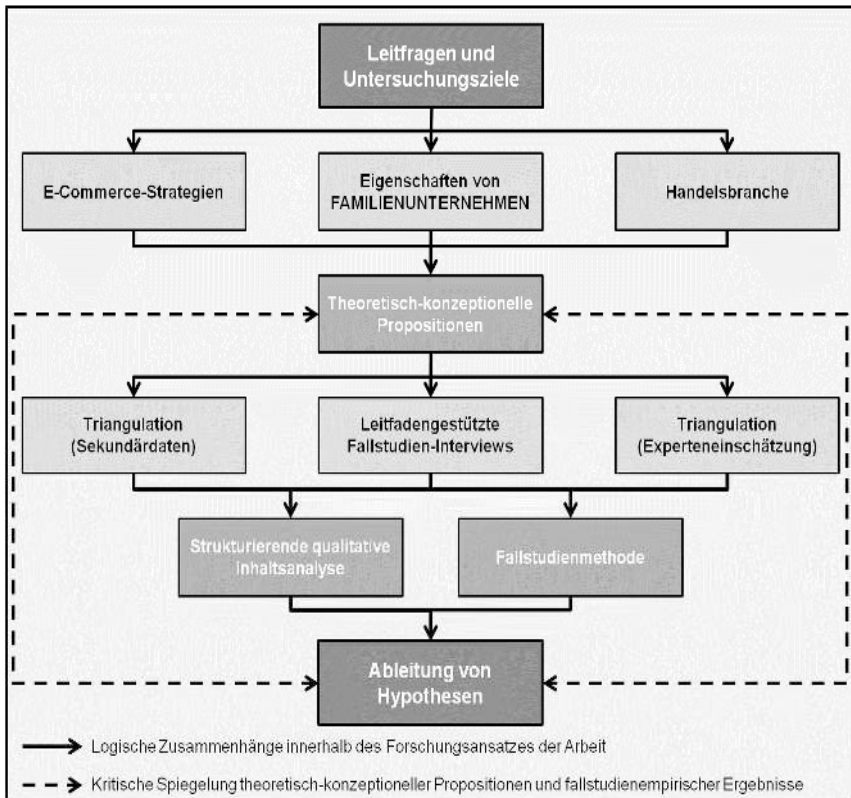 Leitfragen und
Untersuchungsziele
E-Commerce-Strategien
Eigenschaften von
FAMILIENUNTERNEHMEN
Handelsbranche
Theoretisch-konzeptionelle
Propositionen
Triangulation
(Sekundärdaten)
Leitfadengestützte
Fallstudien-Interviews
Triangulation
(Experteneinschätzung)
Strukturierende qualitative
Inhaltsanalyse
Fallstudienmethode
Ableitung von
Hypothesen
Logische Zusammenhänge innerhalb des Forschungsansatzes der Arbeit
Kritische Spiegelung theoretisch-konzeptioneller Propositionen und fallstudienempirischer Ergebnisse